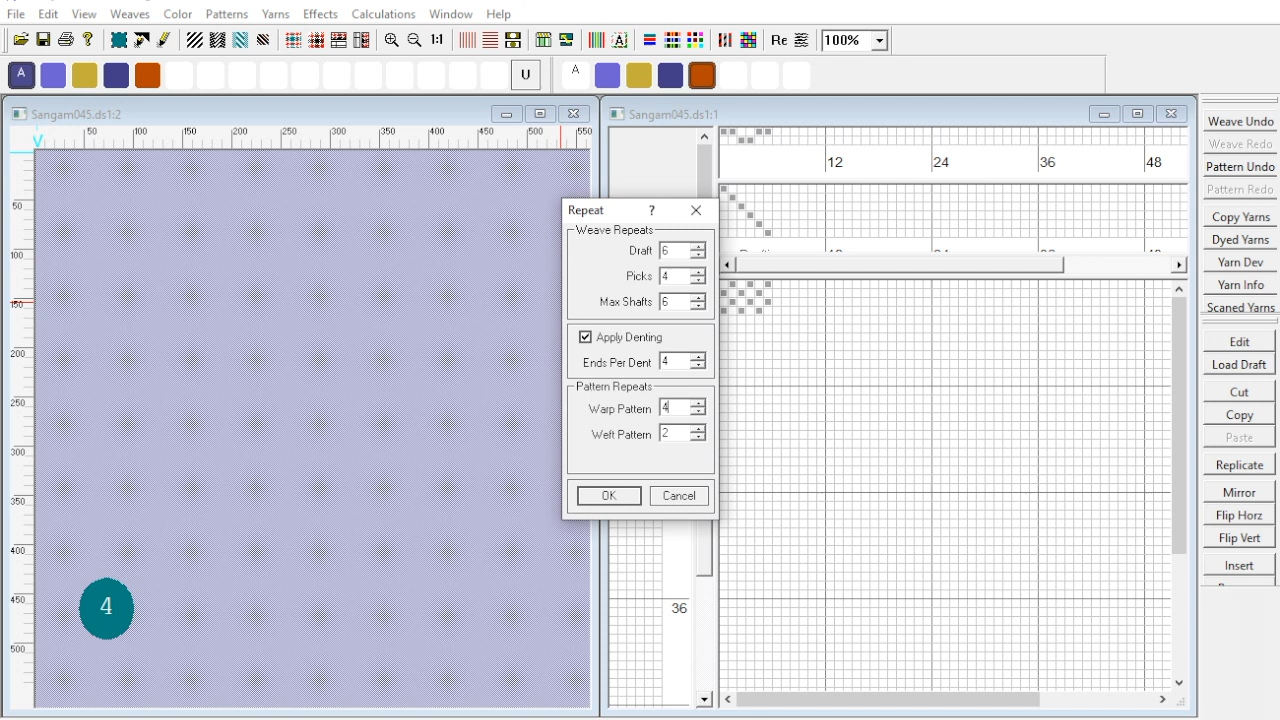 File Edit View Weaves Color Patterns Yarns Effects Calculations Window Help
1:1 Re 100%
A U A
Sangam045.ds1:2
50 100 150 200 250 300 350 400 450 500 550
V
50
100
150
200
250
300
350
400
450
500
4
Sangam045.ds1:1
12 24 36 48
36
Repeat ?
Weave Repeats
Draft 6
Picks 4
Max Shafts 6
Apply Denting
Ends Per Dent 4
Pattern Repeats
Warp Pattern 4
Weft Pattern 2
OK Cancel
Weave Undo
Weave Redo
Pattern Undo
Pattern Redo
Copy Yarns
Dyed Yarns
Yarn Dev
Yarn Info
Scaned Yarns
Edit
Load Draft
Cut
Copy
Paste
Replicate
Mirror
Flip Horz
Flip Vert
Insert